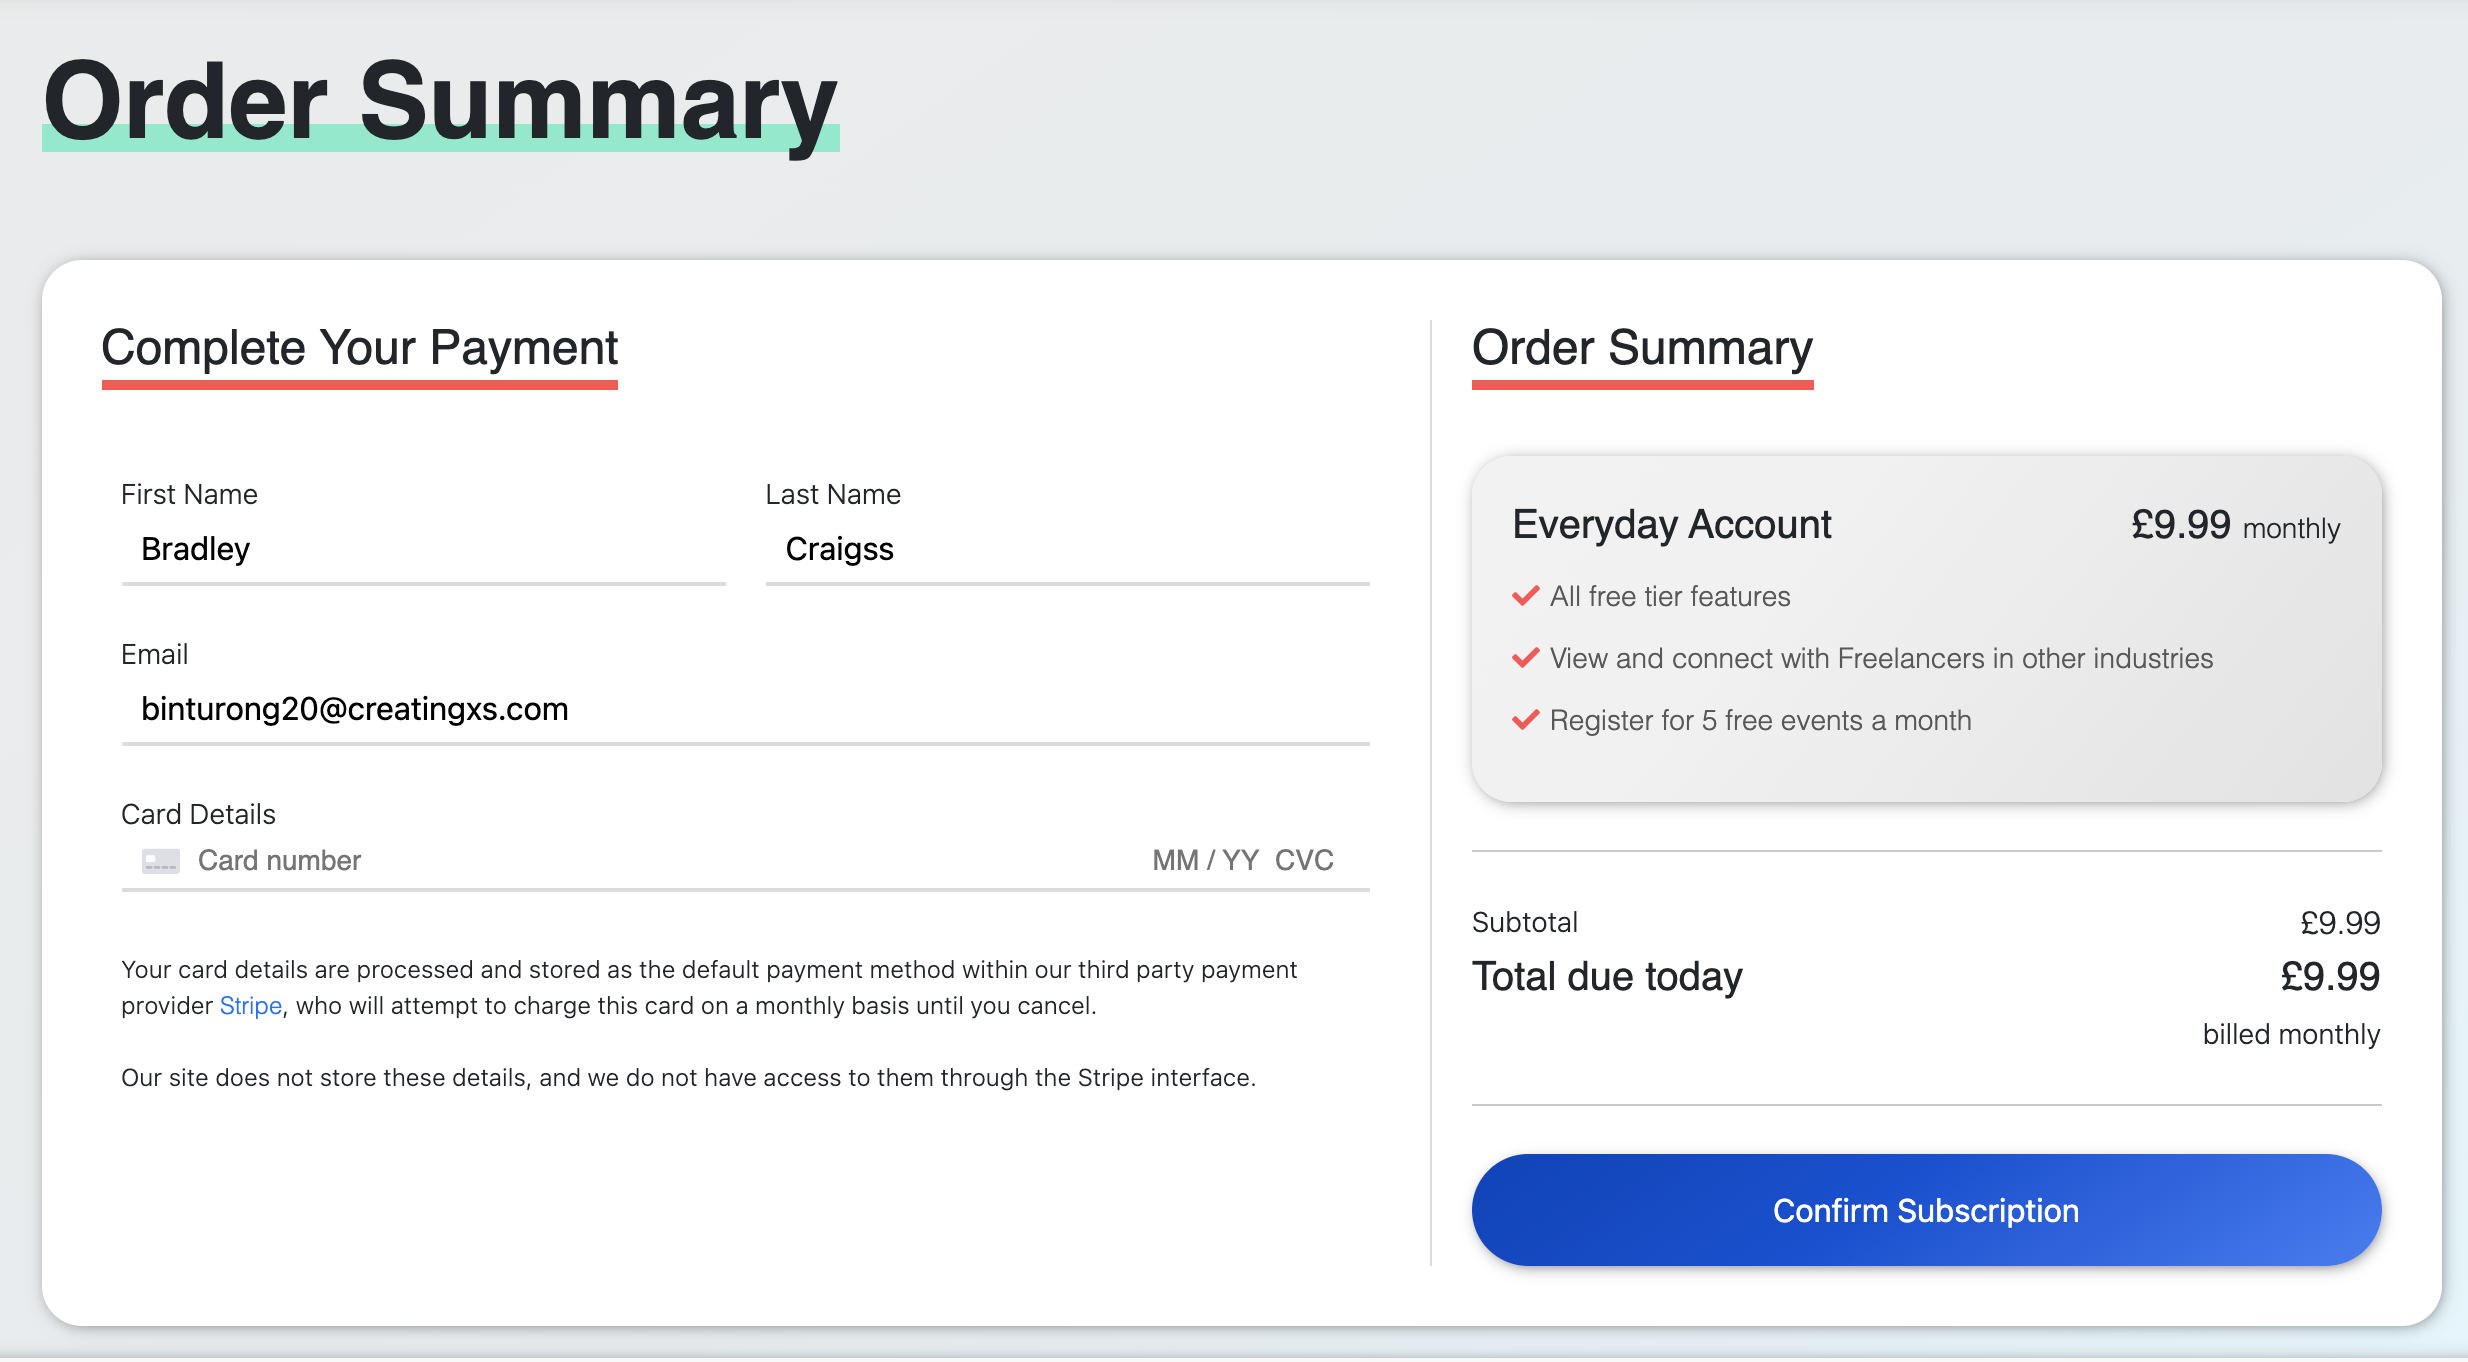 Order Summary
Complete Your Payment
First Name
Last Name
Bradley
Craigss
Email
binturong20@creatingxs.com
Card Details
Card number
MM / YY CVC
Your card details are processed and stored as the default payment method within our third party payment
provider Stripe, who will attempt to charge this card on a monthly basis until you cancel.
Our site does not store these details, and we do not have access to them through the Stripe interface.
Order Summary
Everyday Account
£9.99 monthly
All free tier features
View and connect with Freelancers in other industries
Register for 5 free events a month
Subtotal
£9.99
Total due today
£9.99
billed monthly
Confirm Subscription